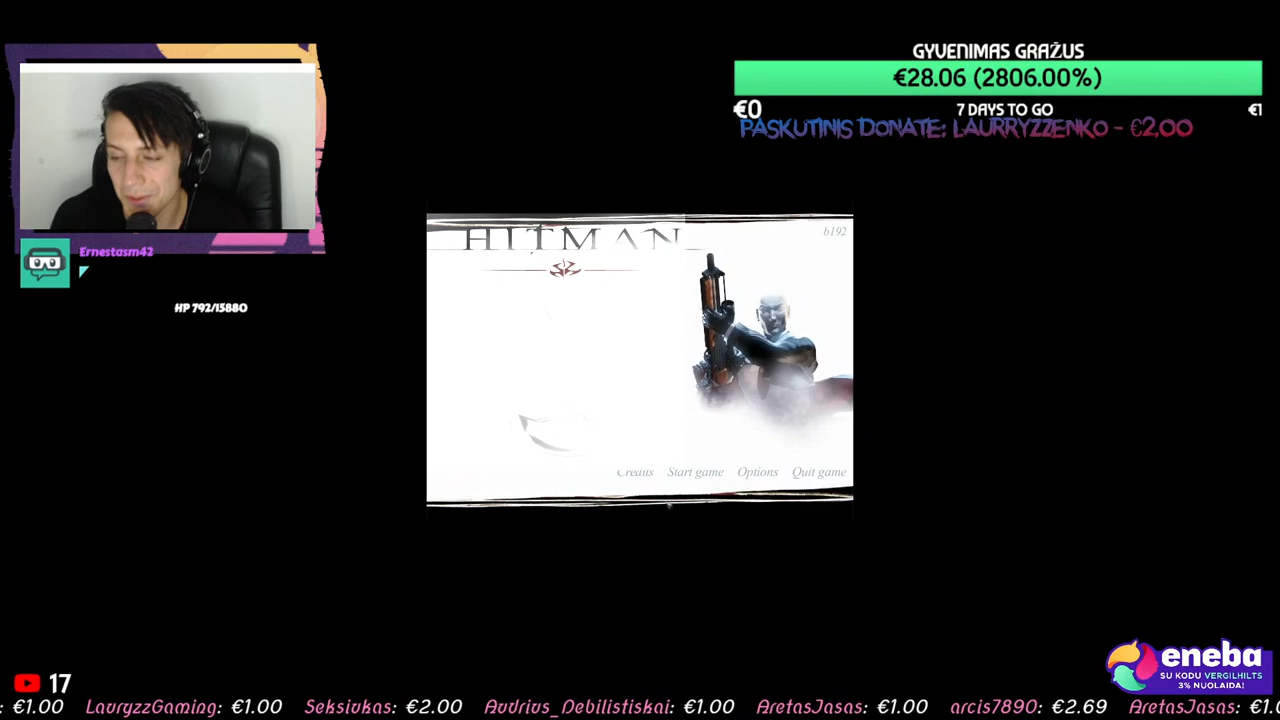 GYVENIMAS GRAŽUS
€28.06 (2806.00%)
€0
7 DAYS TO GO
€1
PASKUTINIS DONATE: LAURRYZZENKO - €2,00
HITMAN
b192
Ernestasm42
HP 792/15880
Credits
Start game
Options
Quit game
eneba
SU KODU VERGILHILTS
3% NUOLAIDA!
17
: €1.00 LauryzzGaming: €1.00 Seksiukas: €2.00 Audrius_Debilistiskai: €1.00 AretasJasas: €1.00 arcis7890: €2.69 AretasJasas: €1.0